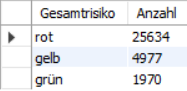 Gesamtrisiko Anzahl
rot 25634
gelb 4977
grün 1970